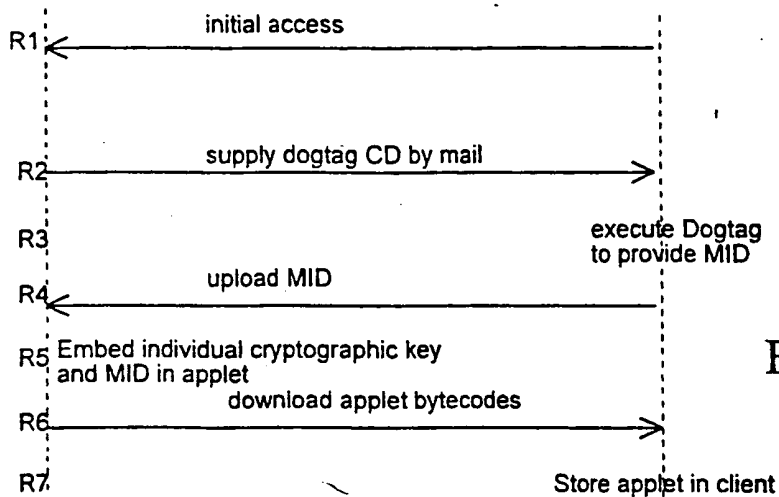 initial access
R1
supply dogtag CD by mail
R2
execute Dogtag
R3
to provide MID
upload MID
R4
R5 Embed individual cryptographic key
and MID in applet
download applet bytecodes
R6
R7
Store applet in client